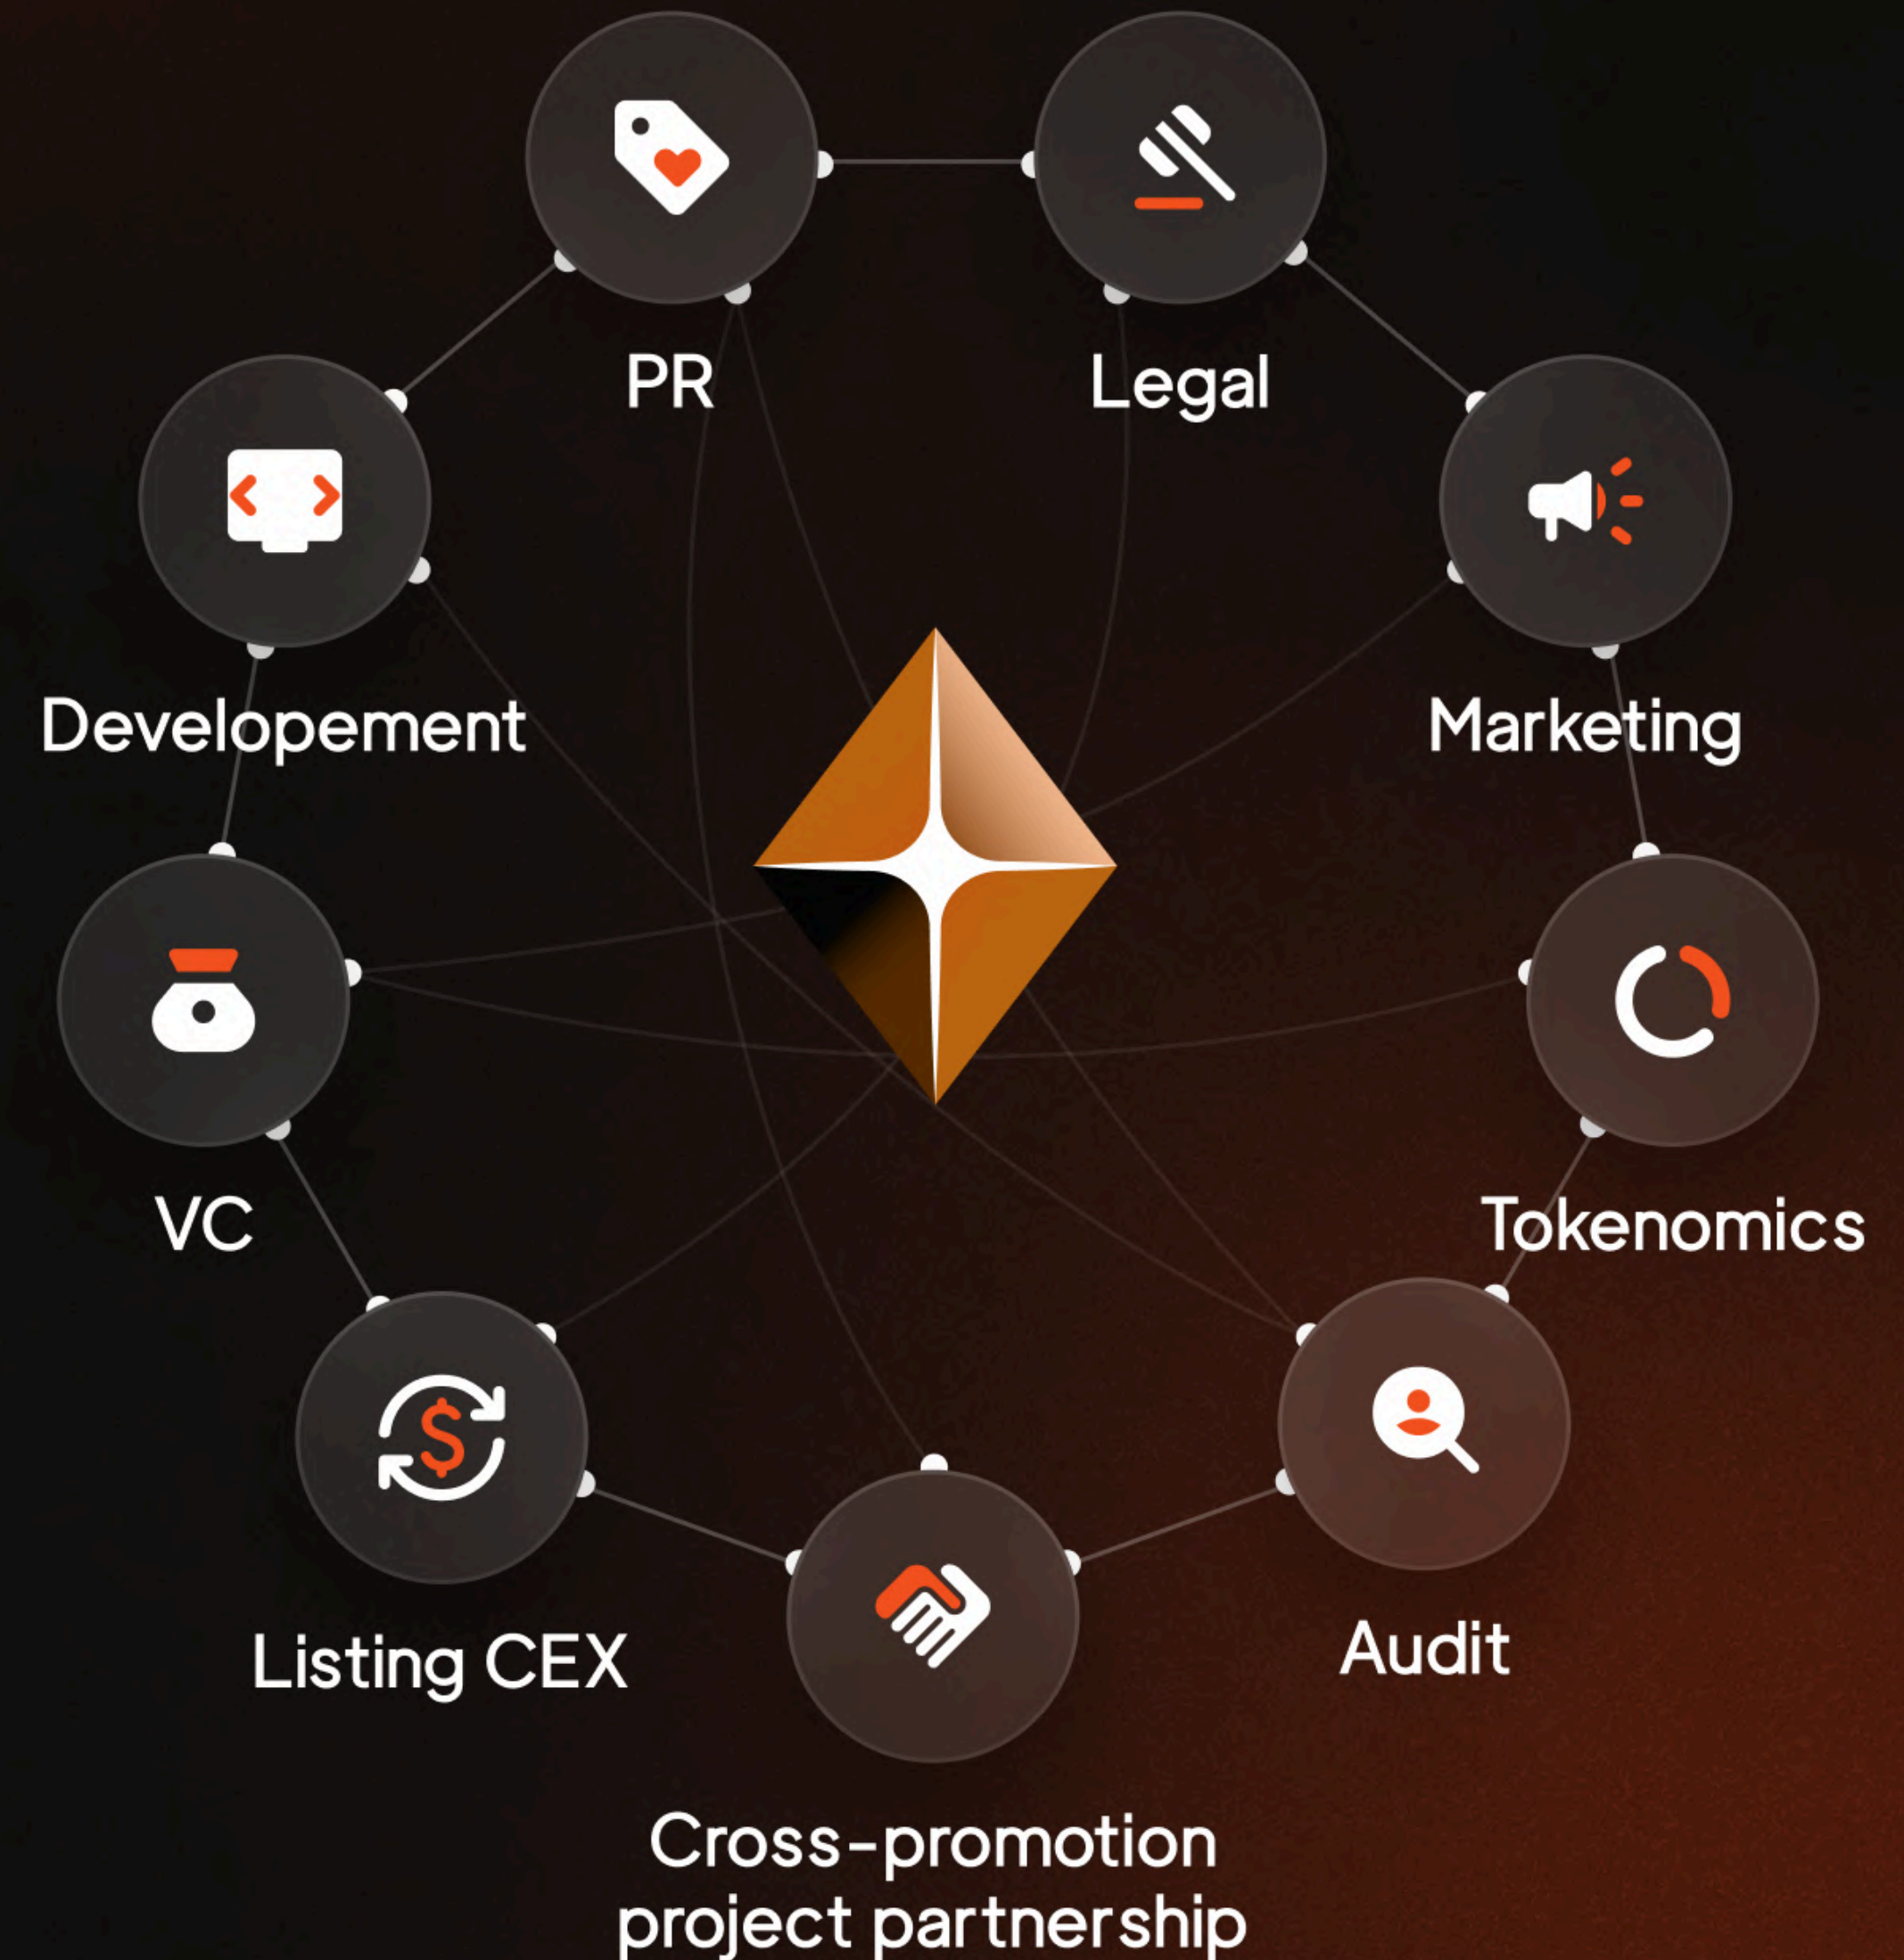 PR
Legal
Developement
Marketing
VC
Tokenomics
Listing CEX
Audit
Cross-promotion
project partnership